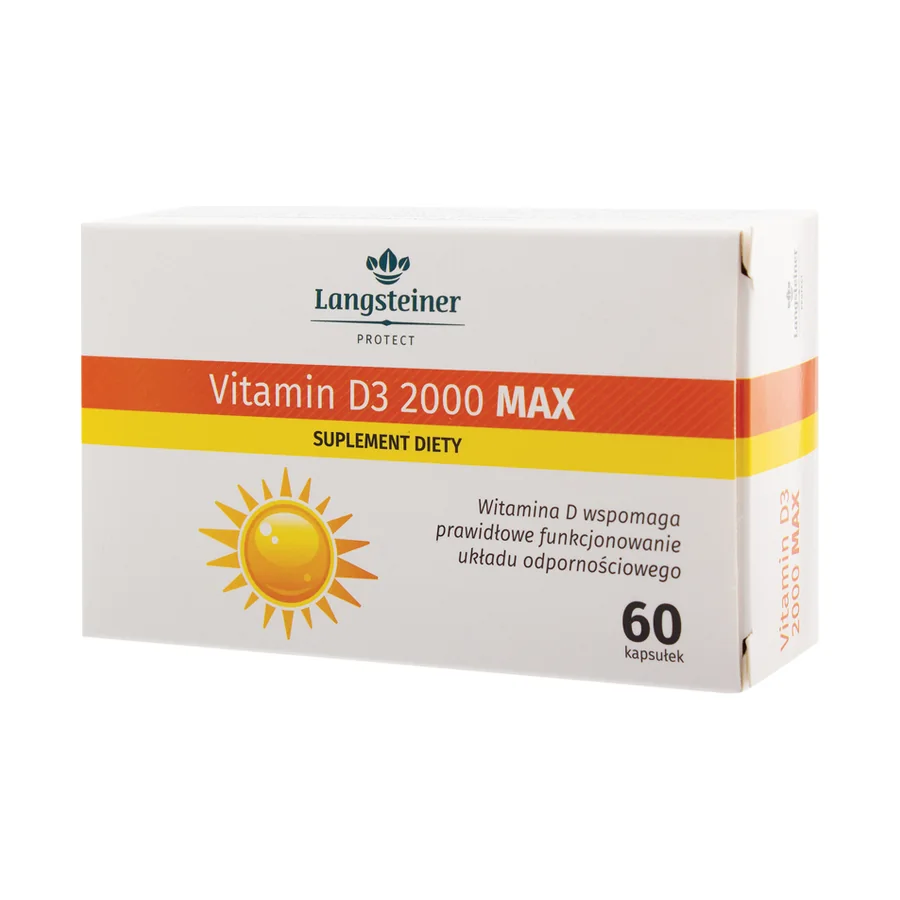 Langsteiner
PROTECT
Vitamin D3 2000 MAX
SUPLEMENT DIETY
Witamina D wspomaga
prawidłowe funkcjonowanie
układu odpornościowego
60
kapsułek
Langsteiner
Vitamin D3
2000 MAX